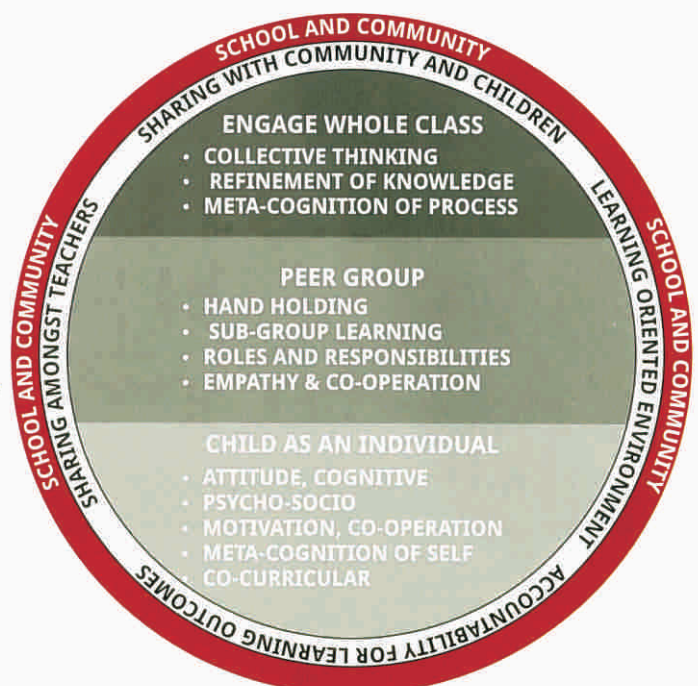 SCHOOL AND COMMUNITY
SHARING WITH COMMUNITY AND CHILDREN
ENGAGE WHOLE CLASS
• COLLECTIVE THINKING
• REFINEMENT OF KNOWLEDGE
• META-COGNITION OF PROCESS
SCHOOL AND COMMUNITY
SHARING AMONGST TEACHERS
PEER GROUP
• HAND HOLDING
• SUB-GROUP LEARNING
• ROLES AND RESPONSIBILITIES
• EMPATHY & CO-OPERATION
LEARNING ORIENTED ENVIRONMENT
SCHOOL AND COMMUNITY
CHILD AS AN INDIVIDUAL
• ATTITUDE, COGNITIVE
• PSYCHO-SOCIO
• MOTIVATION, CO-OPERATION
• META-COGNITION OF SELF
• CO-CURRICULAR
ACCOUNTABILITY FOR LEARNING OUTCOMES